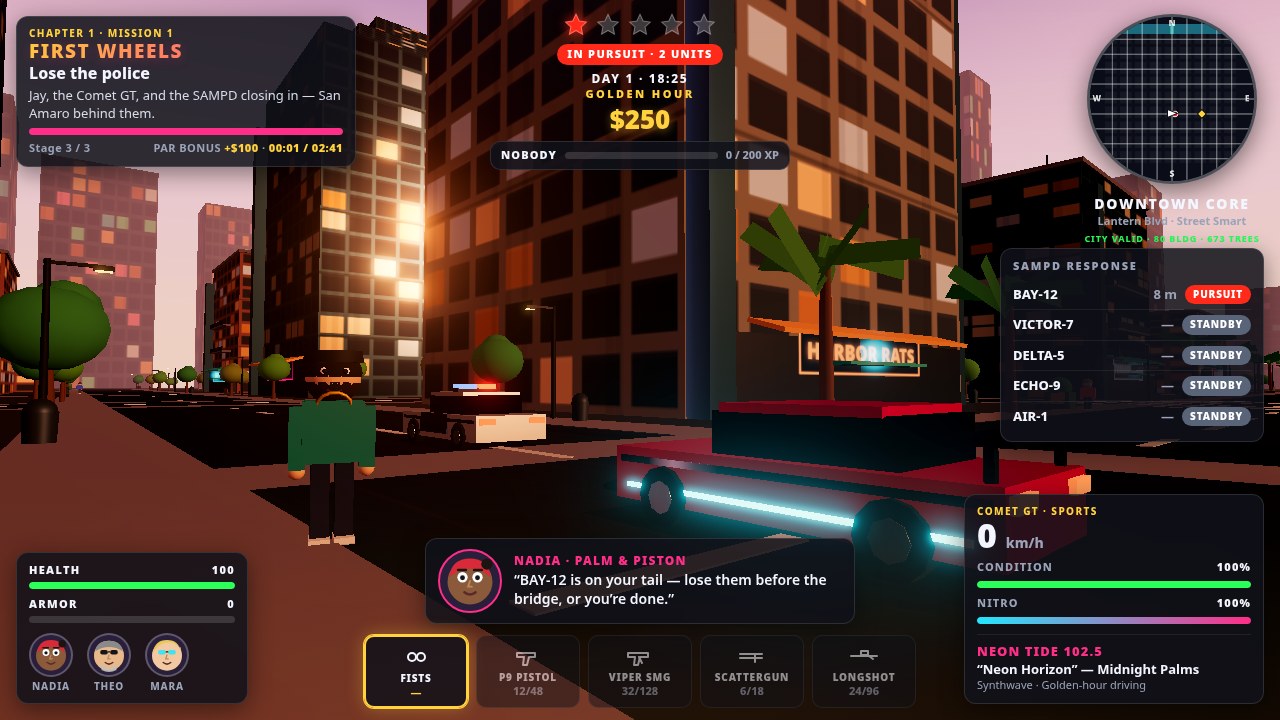 CHAPTER 1 · MISSION 1
FIRST WHEELS
Lose the police
Jay, the Comet GT, and the SAMPD closing in — San
Amaro behind them.
Stage 3 / 3
PAR BONUS +$100 · 00:01 / 02:41
IN PURSUIT · 2 UNITS
DAY 1 · 18:25
GOLDEN HOUR
$250
NOBODY
0 / 200 XP
N
W
E
S
DOWNTOWN CORE
Lantern Blvd · Street Smart
CITY VALID · 80 BLDG · 673 TREES
SAMPD RESPONSE
BAY-12 8 m PURSUIT
VICTOR-7 — STANDBY
DELTA-5 — STANDBY
ECHO-9 — STANDBY
AIR-1 — STANDBY
HARBOR RATS
COMET GT · SPORTS
0 km/h
CONDITION 100%
NITRO 100%
NEON TIDE 102.5
“Neon Horizon” — Midnight Palms
Synthwave · Golden-hour driving
HEALTH 100
ARMOR 0
NADIA THEO MARA
NADIA · PALM & PISTON
“BAY-12 is on your tail — lose them before the
bridge, or you’re done.”
FISTS
—
P9 PISTOL
12/48
VIPER SMG
32/128
SCATTERGUN
6/18
LONGSHOT
24/96